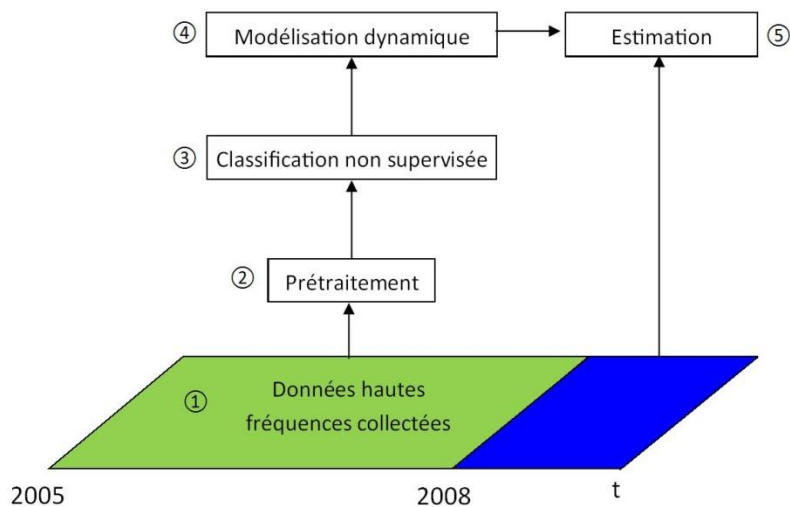 ④ Modélisation dynamique
Estimation ⑤
③ Classification non supervisée
② Prétraitement
① Données hautes
fréquences collectées
2005
2008
t